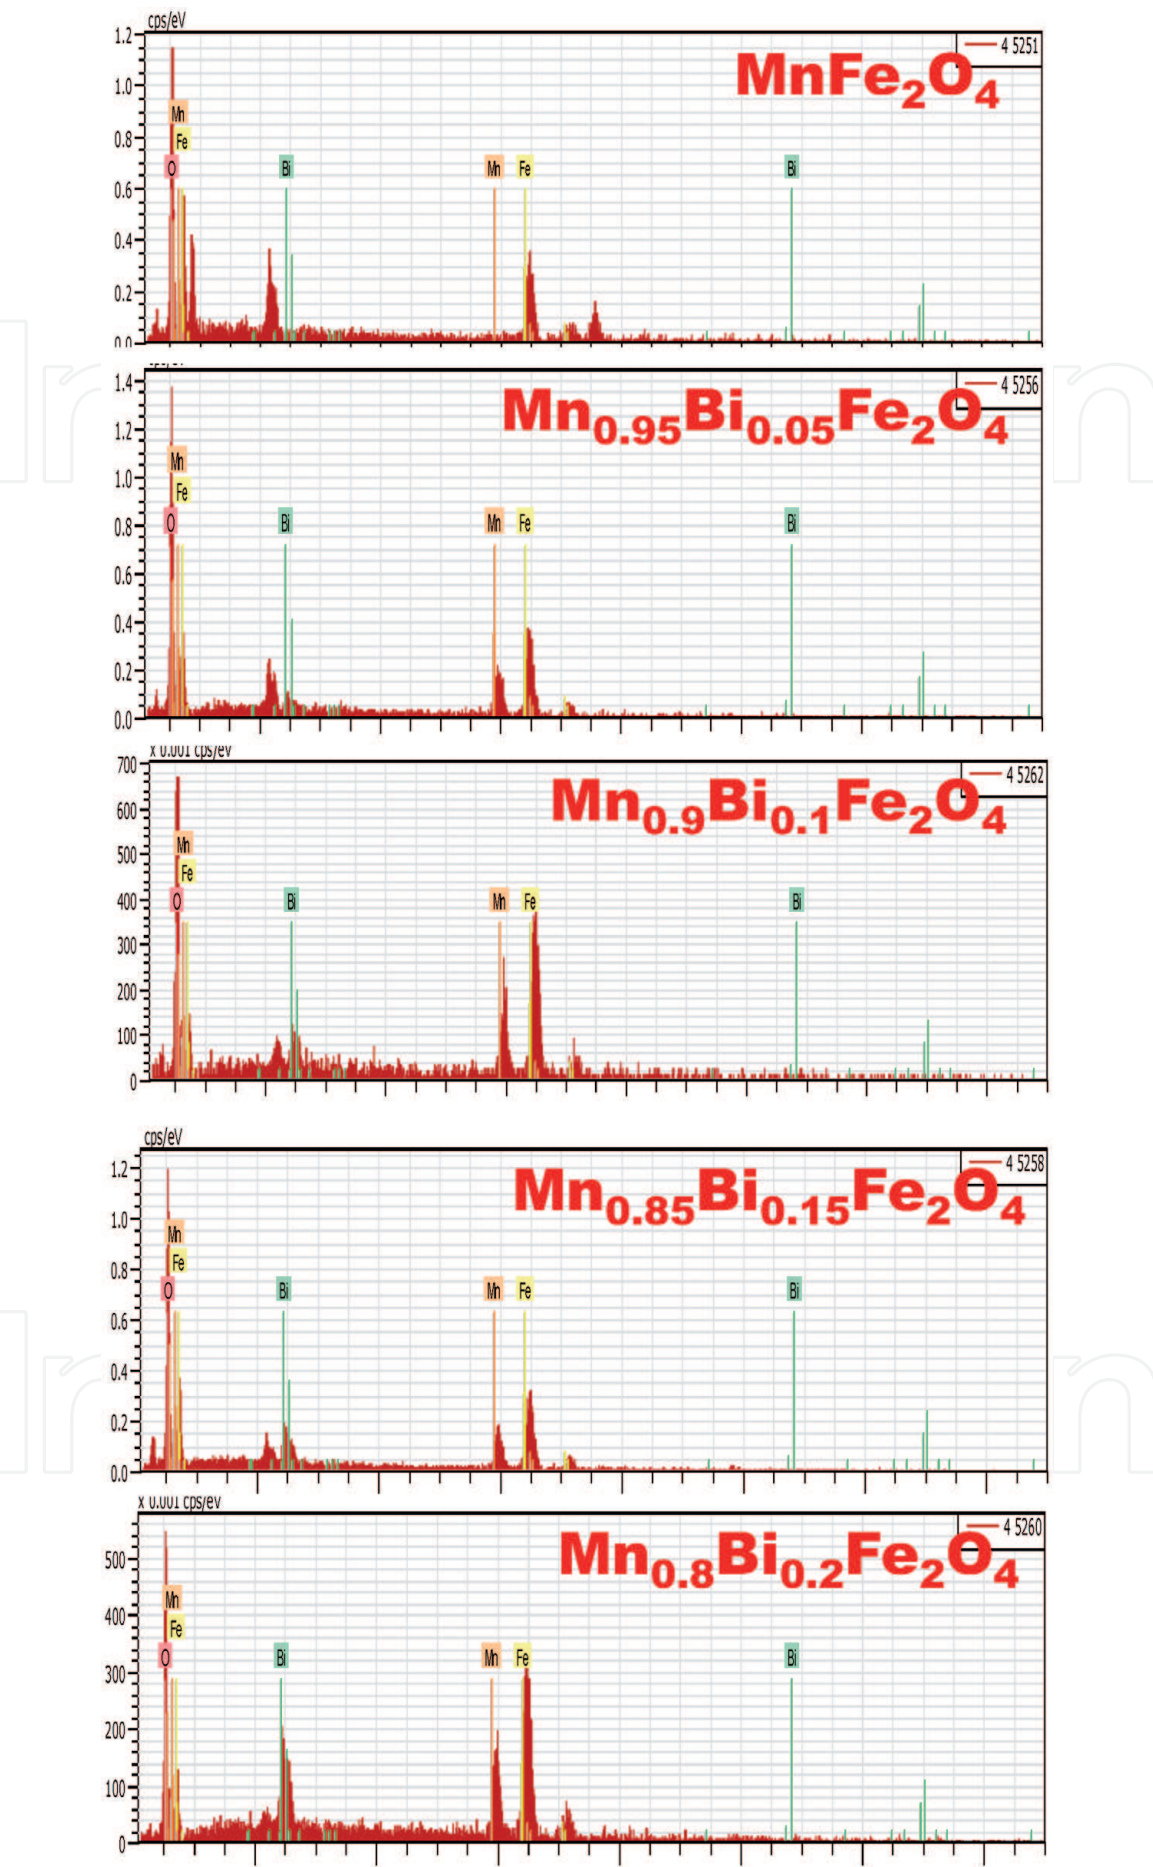 cps/eV
4 5251
MnFe2O4
1.2
1.0
0.8
0.6
0.4
0.2
0.0
Mn
Fe
O
Bi
Mn
Fe
Bi
cps/eV
4 5256
Mn0.95Bi0.05Fe2O4
1.4
1.2
1.0
0.8
0.6
0.4
0.2
0.0
Mn
Fe
O
Bi
Mn
Fe
Bi
x 0.001 cps/eV
4 5262
Mn0.9Bi0.1Fe2O4
700
600
500
400
300
200
100
0
Mn
Fe
O
Bi
Mn
Fe
Bi
cps/eV
4 5258
Mn0.85Bi0.15Fe2O4
1.2
1.0
0.8
0.6
0.4
0.2
0.0
Mn
Fe
O
Bi
Mn
Fe
Bi
x 0.001 cps/eV
4 5260
Mn0.8Bi0.2Fe2O4
500
400
300
200
100
0
Mn
Fe
O
Bi
Mn
Fe
Bi